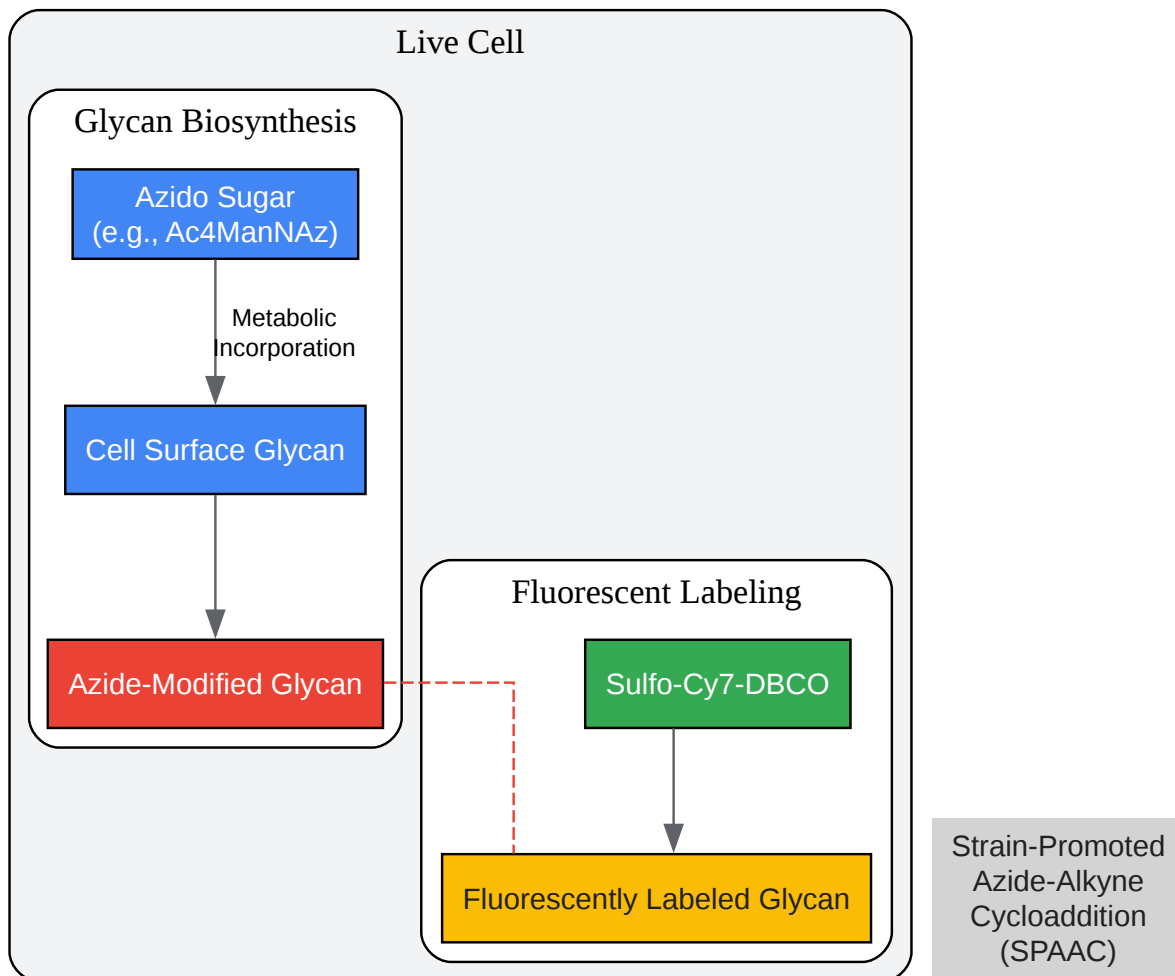 Live Cell
Glycan Biosynthesis
Azido Sugar
(e.g., Ac4ManNAz)
Metabolic
Incorporation
Cell Surface Glycan
Azide-Modified Glycan
Fluorescent Labeling
Sulfo-Cy7-DBCO
Fluorescently Labeled Glycan
Strain-Promoted
Azide-Alkyne
Cycloaddition
(SPAAC)